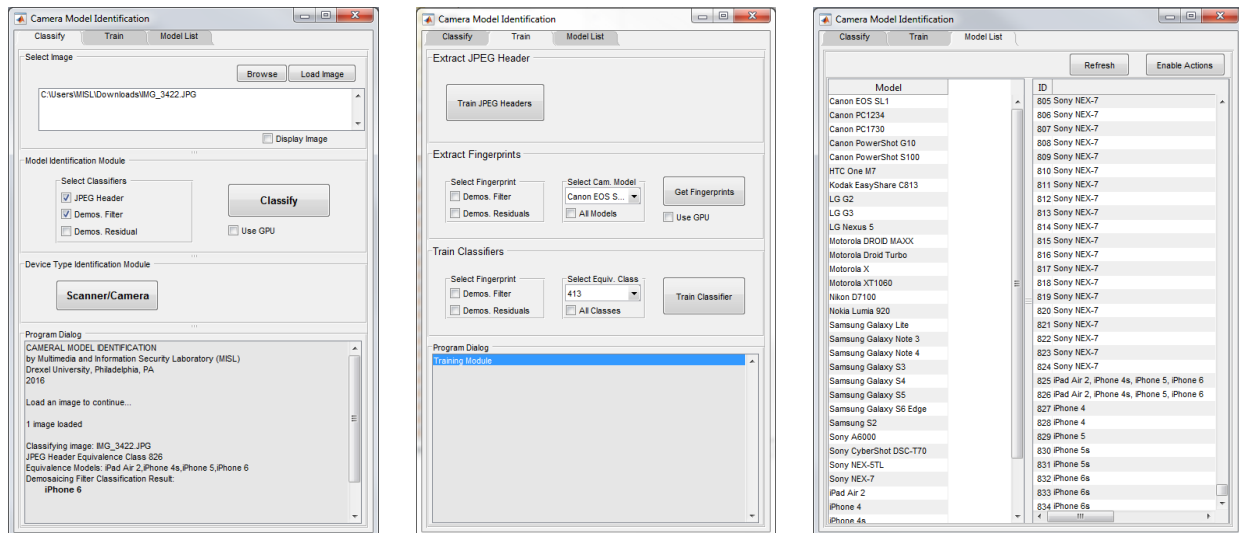 Camera Model Identification
Classify Train Model List
Select Image
Browse Load Image
C:\Users\MISL\Downloads\IMG_3422.JPG
Display Image
Model Identification Module
Select Classifiers
JPEG Header
Demos. Filter
Demos. Residual
Classify
Use GPU
Device Type Identification Module
Scanner/Camera
Program Dialog
CAMERAL MODEL IDENTIFICATION
by Multimedia and Information Security Laboratory (MISL)
Drexel University, Philadelphia, PA
2016
Load an image to continue...
1 image loaded
Classifying image: IMG_3422.JPG
JPEG Header Equivalence Class 826
Equivalence Models: iPad Air 2,iPhone 4s,iPhone 5,iPhone 6
Demosaicing Filter Classification Result:
iPhone 6
Camera Model Identification
Classify Train Model List
Extract JPEG Header
Train JPEG Headers
Extract Fingerprints
Select Fingerprint
Demos. Filter
Demos. Residuals
Select Cam. Model
Canon EOS S...
All Models
Get Fingerprints
Use GPU
Train Classifiers
Select Fingerprint
Demos. Filter
Demos. Residuals
Select Equiv. Class
413
All Classes
Train Classifier
Program Dialog
Training Module
Camera Model Identification
Classify Train Model List
Refresh Enable Actions
Model
Canon EOS SL1
Canon PC1234
Canon PC1730
Canon PowerShot G10
Canon PowerShot S100
HTC One M7
Kodak EasyShare C813
LG G2
LG G3
LG Nexus 5
Motorola DROID MAXX
Motorola Droid Turbo
Motorola X
Motorola XT1060
Nikon D7100
Nokia Lumia 920
Samsung Galaxy Lite
Samsung Galaxy Note 3
Samsung Galaxy Note 4
Samsung Galaxy S3
Samsung Galaxy S4
Samsung Galaxy S5
Samsung Galaxy S6 Edge
Samsung S2
Sony A6000
Sony CyberShot DSC-T70
Sony NEX-5TL
Sony NEX-7
iPad Air 2
iPhone 4
iPhone 4s
ID
805 Sony NEX-7
806 Sony NEX-7
807 Sony NEX-7
808 Sony NEX-7
809 Sony NEX-7
810 Sony NEX-7
811 Sony NEX-7
812 Sony NEX-7
813 Sony NEX-7
814 Sony NEX-7
815 Sony NEX-7
816 Sony NEX-7
817 Sony NEX-7
818 Sony NEX-7
819 Sony NEX-7
820 Sony NEX-7
821 Sony NEX-7
822 Sony NEX-7
823 Sony NEX-7
824 Sony NEX-7
825 iPad Air 2, iPhone 4s, iPhone 5, iPhone 6
826 iPad Air 2, iPhone 4s, iPhone 5, iPhone 6
827 iPhone 4
828 iPhone 4
829 iPhone 5
830 iPhone 5s
831 iPhone 5s
832 iPhone 6s
833 iPhone 6s
834 iPhone 6s